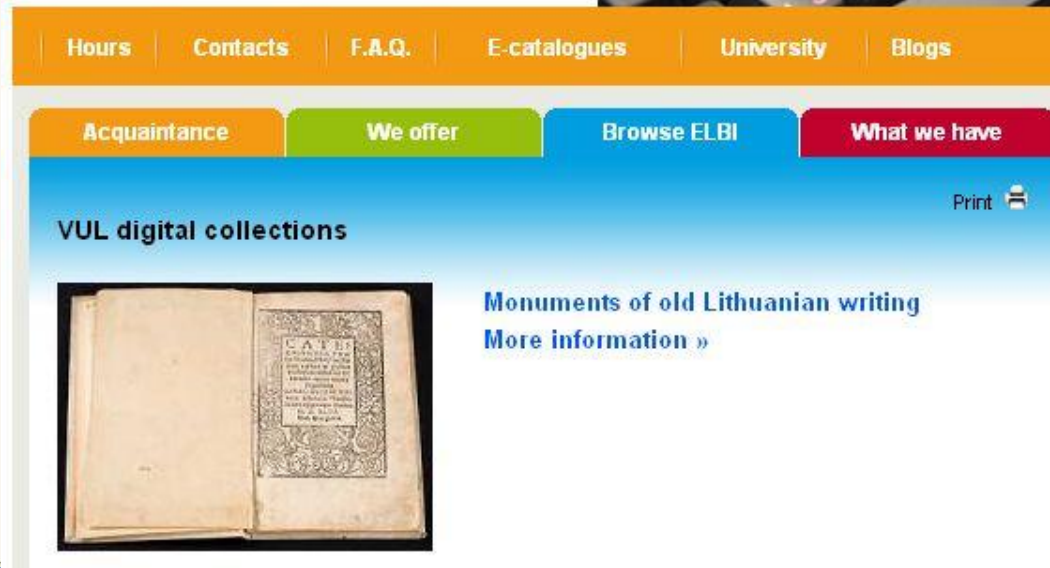 Hours Contacts F.A.Q. E-catalogues University Blogs
Acquaintance We offer Browse ELBI What we have
Print
VUL digital collections
Monuments of old Lithuanian writing
More information »
CATE